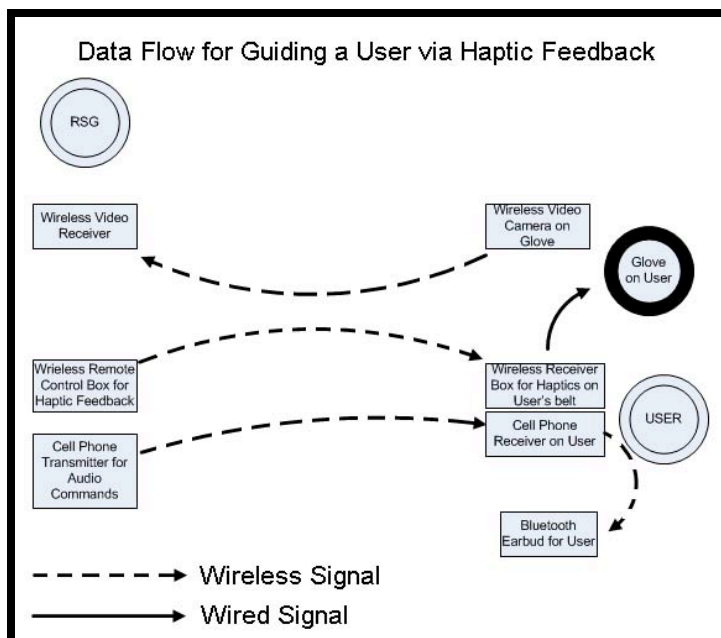 Data Flow for Guiding a User via Haptic Feedback
RSG
Wireless Video
Receiver
Wireless Video
Camera on
Glove
Glove
on User
Wrieless Remote
Control Box for
Haptic Feedback
Wireless Receiver
Box for Haptics on
User's belt
USER
Cell Phone
Transmitter for
Audio
Commands
Cell Phone
Receiver on User
Bluetooth
Earbud for User
Wireless Signal
Wired Signal